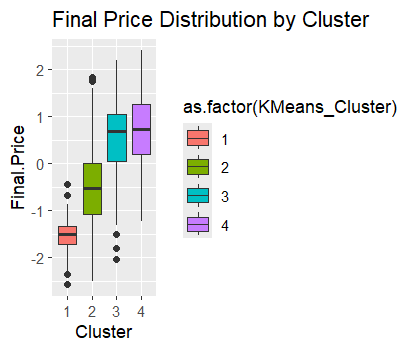 Final Price Distribution by Cluster
Final.Price
2
1
0
-1
-2
1 2 3 4
Cluster
as.factor(KMeans_Cluster)
1
2
3
4